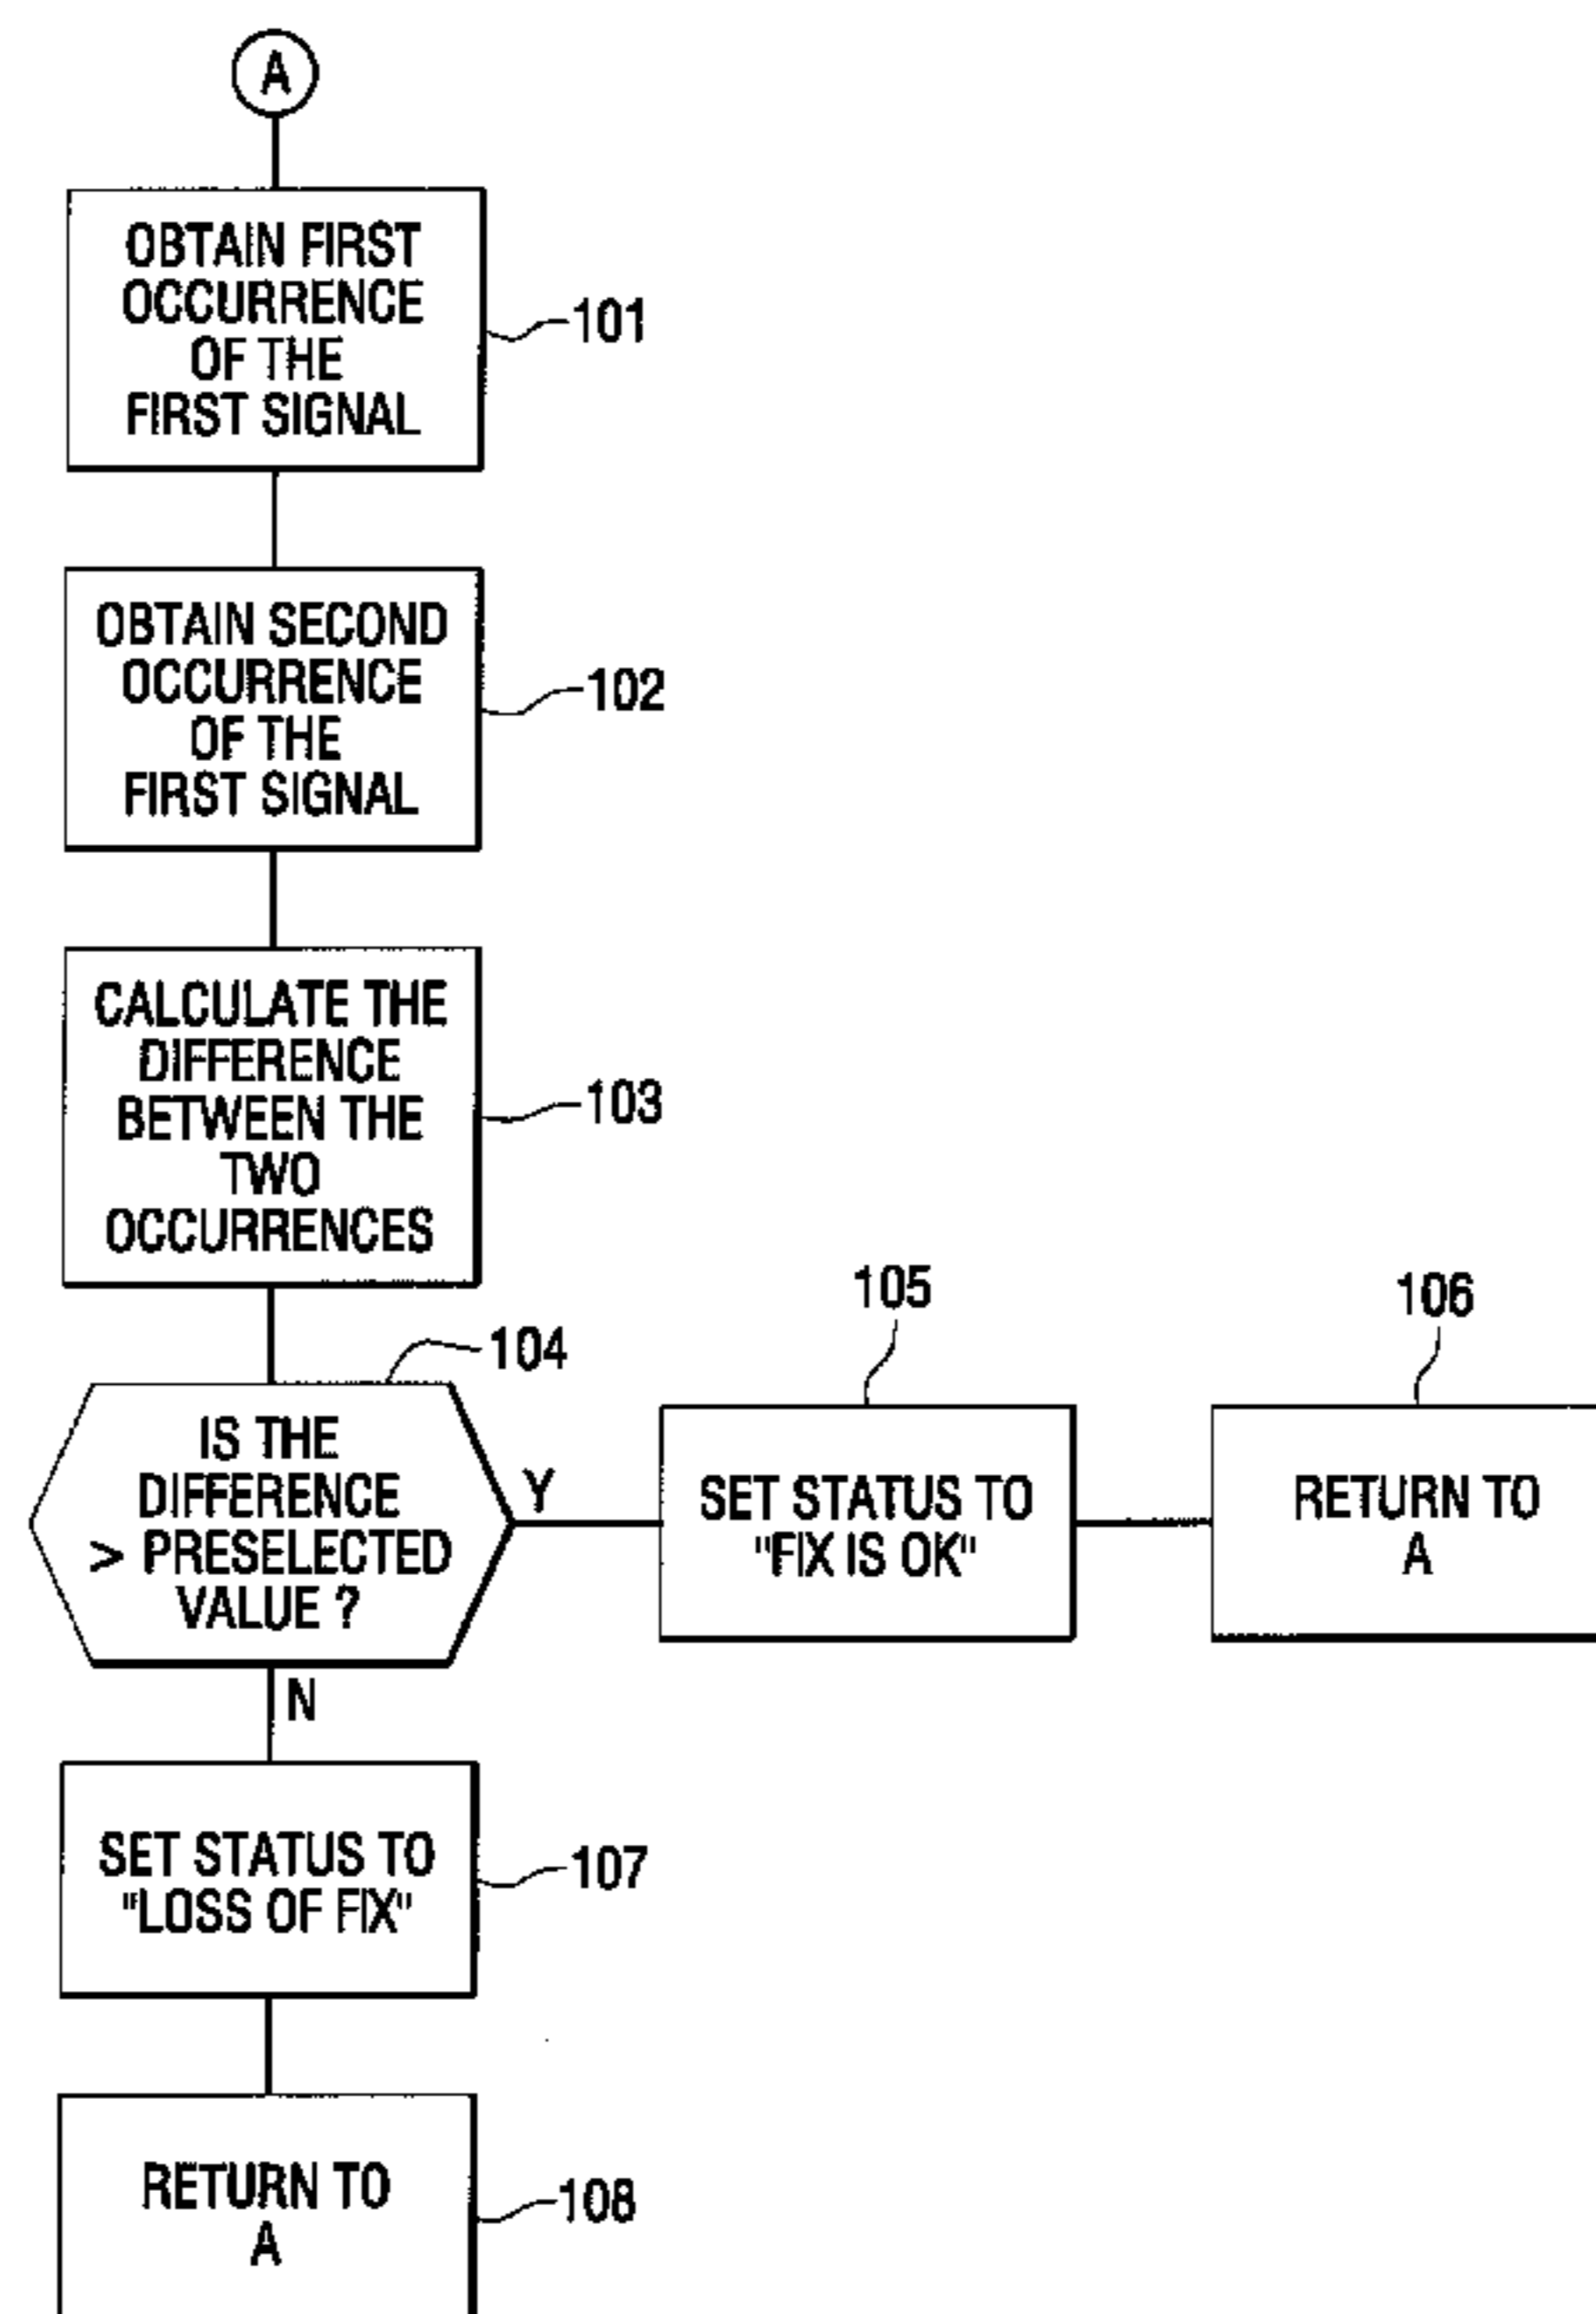 A
OBTAIN FIRST
OCCURRENCE
OF THE
FIRST SIGNAL
101
OBTAIN SECOND
OCCURRENCE
OF THE
FIRST SIGNAL
102
CALCULATE THE
DIFFERENCE
BETWEEN THE
TWO
OCCURRENCES
103
104
IS THE
DIFFERENCE
> PRESELECTED
VALUE ?
Y
105
SET STATUS TO
"FIX IS OK"
106
RETURN TO
A
N
SET STATUS TO
"LOSS OF FIX"
107
RETURN TO
A
108